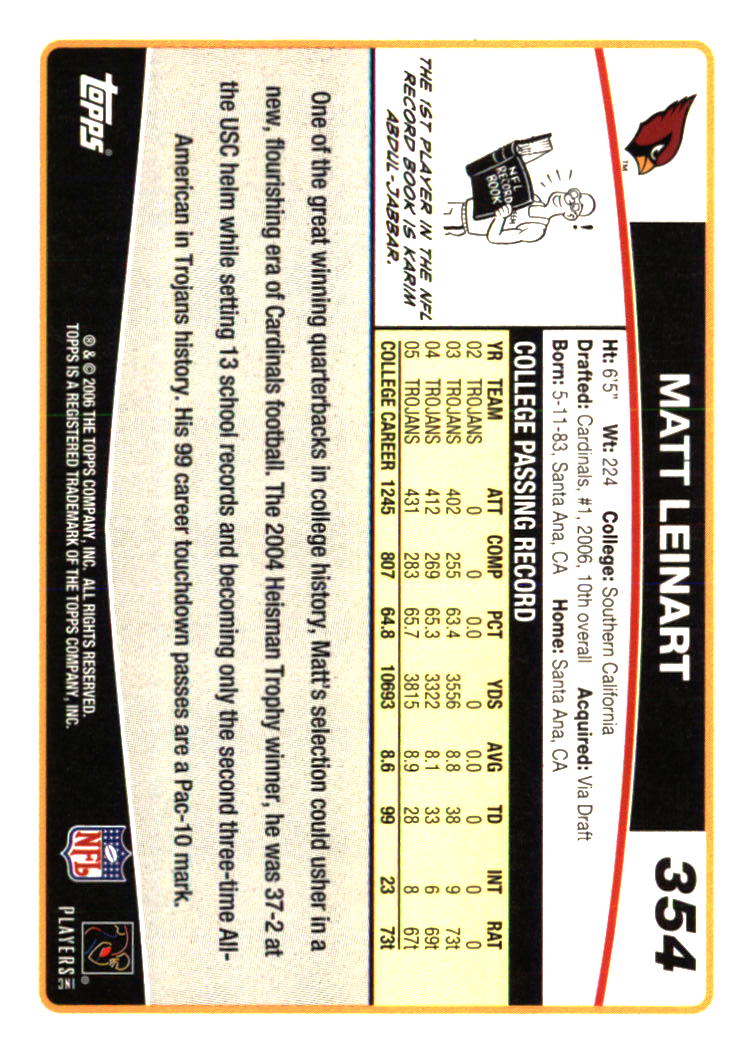 MATT LEINART
354
™
Ht: 6'5" Wt: 224 College: Southern California
Drafted: Cardinals, #1, 2006, 10th overall Acquired: Via Draft
Born: 5-11-83, Santa Ana, CA Home: Santa Ana, CA
!
NFL
RECORD
BOOK
THE 1ST PLAYER IN THE NFL
RECORD BOOK IS KARIM
ABDUL-JABBAR.
COLLEGE PASSING RECORD
YR TEAM ATT COMP PCT YDS AVG TD INT RAT
02 TROJANS 0 0 0.0 0 0.0 0 0 0
03 TROJANS 402 255 63.4 3556 8.8 38 9 73t
04 TROJANS 412 269 65.3 3322 8.1 33 6 69t
05 TROJANS 431 283 65.7 3815 8.9 28 8 67t
COLLEGE CAREER 1245 807 64.8 10693 8.6 99 23 73t
One of the great winning quarterbacks in college history, Matt's selection could usher in a
new, flourishing era of Cardinals football. The 2004 Heisman Trophy winner, he was 37-2 at
the USC helm while setting 13 school records and becoming only the second three-time All-
American in Trojans history. His 99 career touchdown passes are a Pac-10 mark.
topps®
® & © 2006 THE TOPPS COMPANY, INC. ALL RIGHTS RESERVED.
TOPPS IS A REGISTERED TRADEMARK OF THE TOPPS COMPANY, INC.
NFL
PLAYERS INC
®